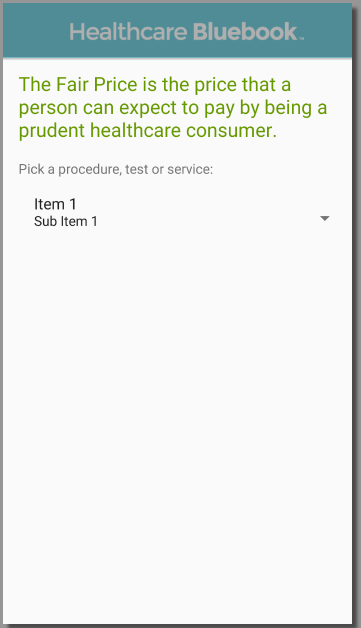 Healthcare Bluebook™
The Fair Price is the price that a
person can expect to pay by being a
prudent healthcare consumer.
Pick a procedure, test or service:
Item 1
Sub Item 1